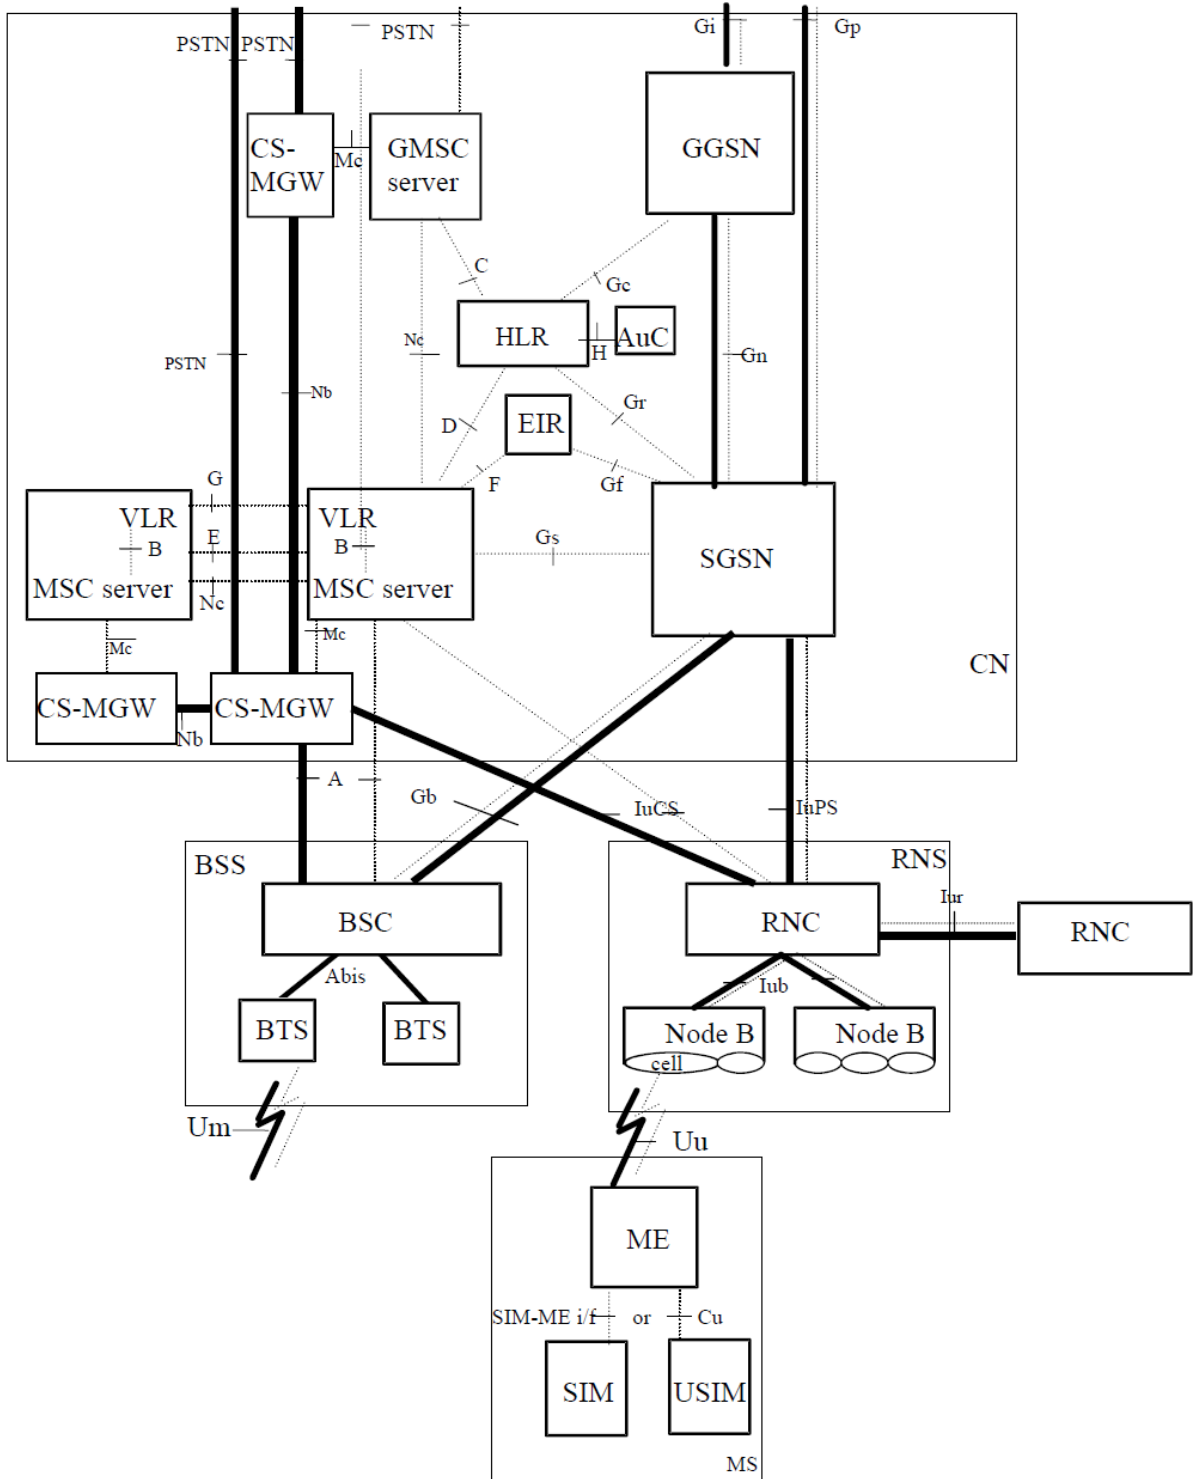 Gi
Gp
PSTN
PSTN
PSTN
CS-
MGW
Mc
GMSC
server
GGSN
C
Gc
HLR
H
AuC
Nc
Gn
PSTN
Nb
D
EIR
Gr
F
Gf
G
VLR
B
E
MSC server
Nc
VLR
B
MSC server
Gs
SGSN
Mc
Mc
CN
CS-MGW
Nb
CS-MGW
A
Gb
IuCS
IuPS
BSS
RNS
BSC
RNC
Iur
RNC
Abis
Iub
BTS
BTS
Node B
cell
Node B
Um
Uu
ME
SIM-ME i/f
or
Cu
SIM
USIM
MS